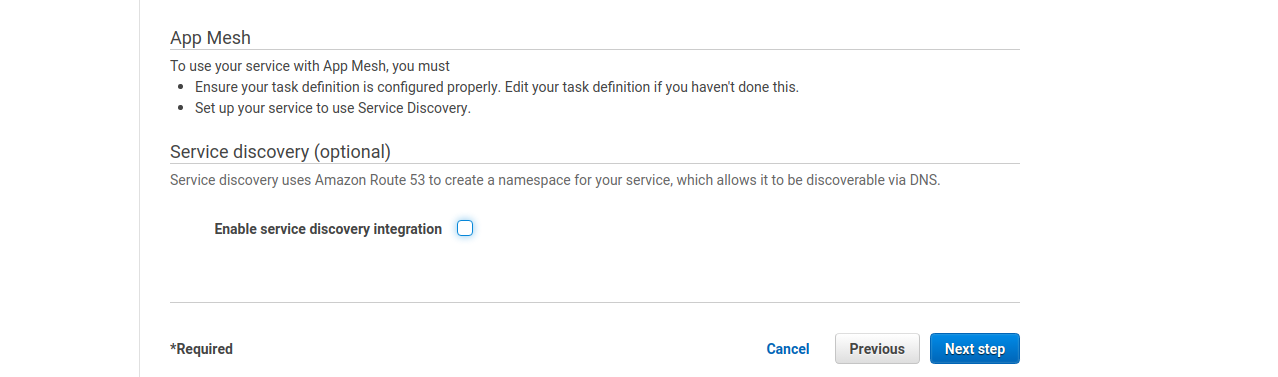 App Mesh
To use your service with App Mesh, you must
Ensure your task definition is configured properly. Edit your task definition if you haven't done this.
Set up your service to use Service Discovery.
Service discovery (optional)
Service discovery uses Amazon Route 53 to create a namespace for your service, which allows it to be discoverable via DNS.
Enable service discovery integration
*Required Cancel Previous Next step